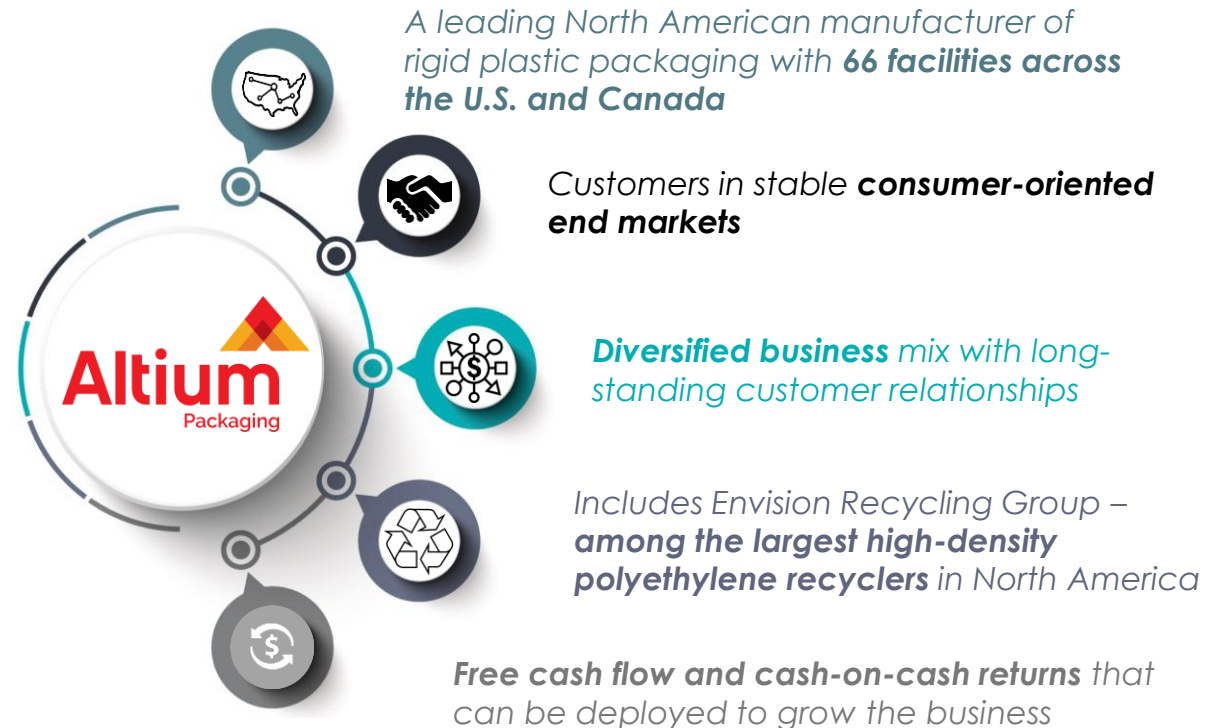 A leading North American manufacturer of
rigid plastic packaging with 66 facilities across
the U.S. and Canada
Customers in stable consumer-oriented
end markets
Altium
Packaging
$
Diversified business mix with long-
standing customer relationships
Includes Envision Recycling Group –
among the largest high-density
polyethylene recyclers in North America
$
Free cash flow and cash-on-cash returns that
can be deployed to grow the business